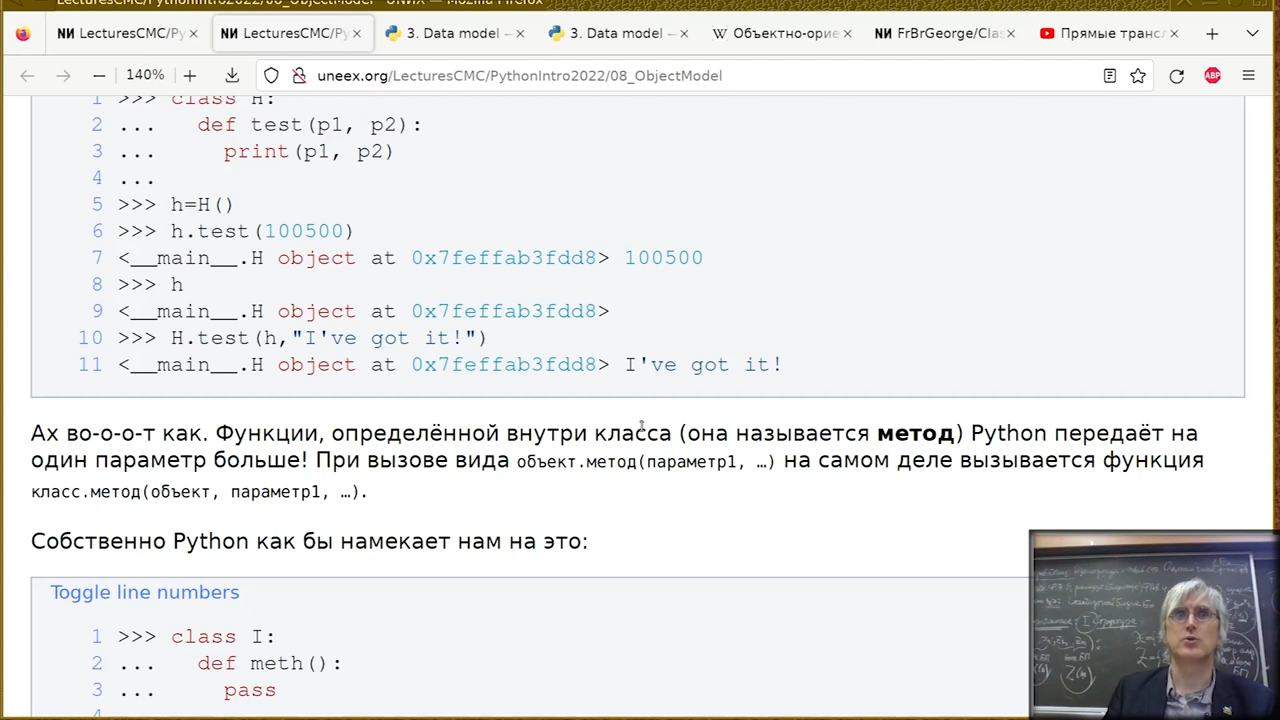 LecturesCMC/Py
LecturesCMC/Py
3. Data model —
3. Data model —
Объектно-орие
FrBrGeorge/Clas
Прямые трансл
140%
uneex.org/LecturesCMC/PythonIntro2022/08_ObjectModel
1 >>> class H:
2 ... def test(p1, p2):
3 ... print(p1, p2)
4 ...
5 >>> h=H()
6 >>> h.test(100500)
7 <__main__.H object at 0x7feffab3fdd8> 100500
8 >>> h
9 <__main__.H object at 0x7feffab3fdd8>
10 >>> H.test(h,"I've got it!")
11 <__main__.H object at 0x7feffab3fdd8> I've got it!
Ах во-о-о-т как. Функции, определённой внутри класса (она называется метод) Python передаёт на
один параметр больше! При вызове вида объект.метод(параметр1, …) на самом деле вызывается функция
класс.метод(объект, параметр1, …).
Собственно Python как бы намекает нам на это:
Toggle line numbers
1 >>> class I:
2 ... def meth():
3 ... pass